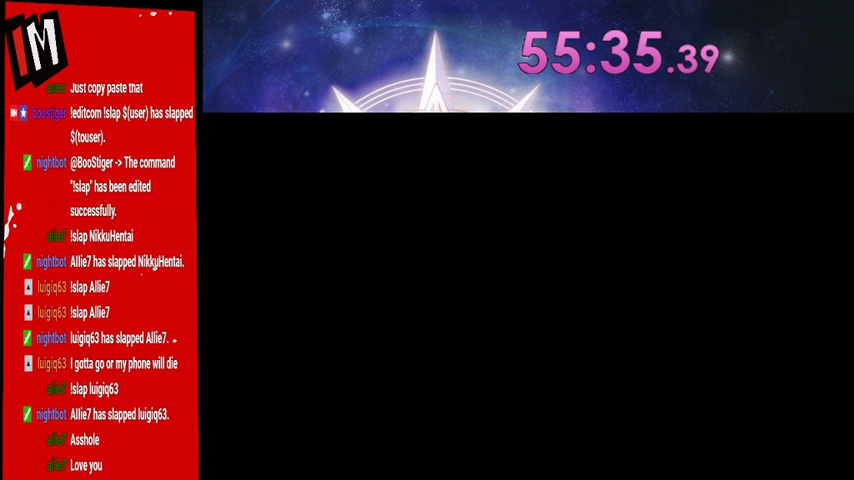 IM
55:35.39
allie7 Just copy paste that
boostiger !editcom !slap $(user) has slapped
$(touser).
nightbot @BooStiger -> The command
"!slap" has been edited
successfully.
allie7 !slap NikkuHentai
nightbot Allie7 has slapped NikkuHentai.
luigiq63 !slap Allie7
luigiq63 !slap Allie7
nightbot luigiq63 has slapped Allie7.
luigiq63 I gotta go or my phone will die
allie7 !slap luigiq63
nightbot Allie7 has slapped luigiq63.
allie7 Asshole
allie7 Love you